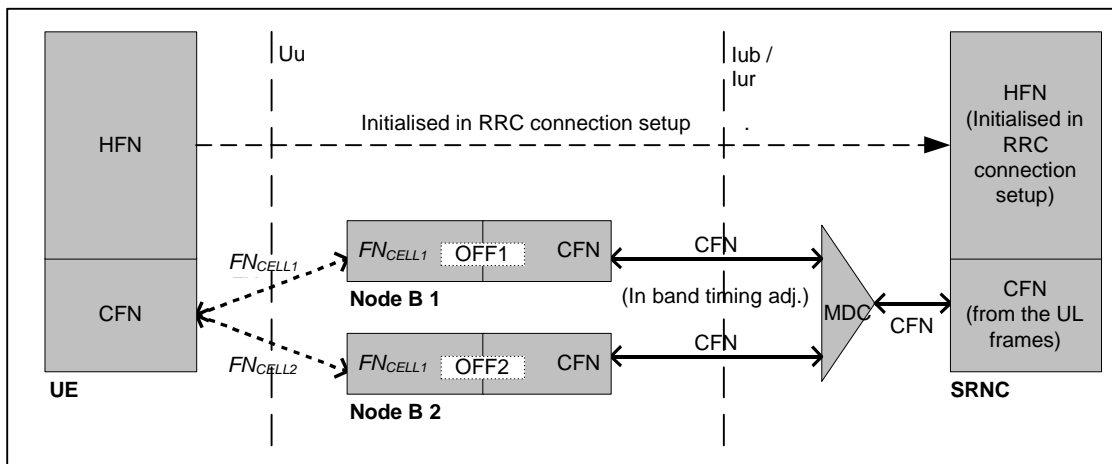 Uu
Iub /
Iur
HFN
Initialised in RRC connection setup .
HFN
(Initialised in
RRC
connection
setup)
FNCELL1
FNCELL1
OFF1
CFN
CFN
Node B 1
CFN
(In band timing adj.)
MDC
CFN
CFN
(from the UL
frames)
FNCELL2
FNCELL1
OFF2
CFN
CFN
Node B 2
UE
SRNC